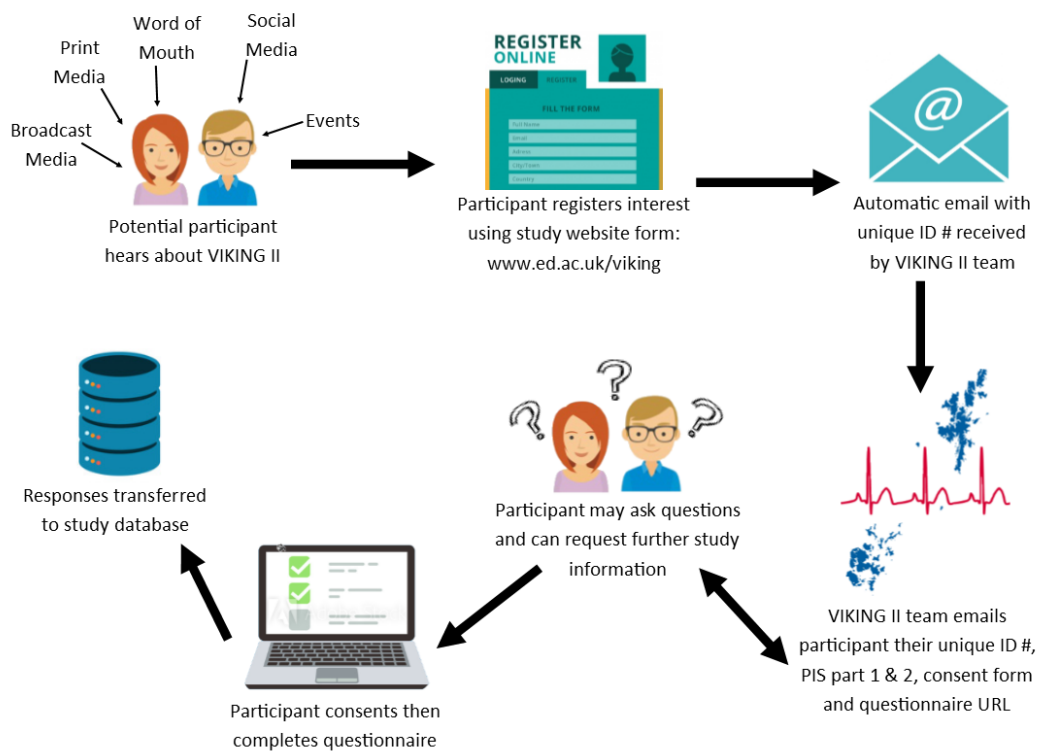 Word of
Mouth
Social
Media
Print
Media
Broadcast
Media
Events
Potential participant
hears about VIKING II
REGISTER
ONLINE
LOGING
REGISTER
FILL THE FORM
Full Name
Email
Adress
City/Town
Country
Participant registers interest
using study website form:
www.ed.ac.uk/viking
@
Automatic email with
unique ID # received
by VIKING II team
VIKING II team emails
participant their unique ID #,
PIS part 1 & 2, consent form
and questionnaire URL
? ? ?
Participant may ask questions
and can request further study
information
Participant consents then
completes questionnaire
Responses transferred
to study database